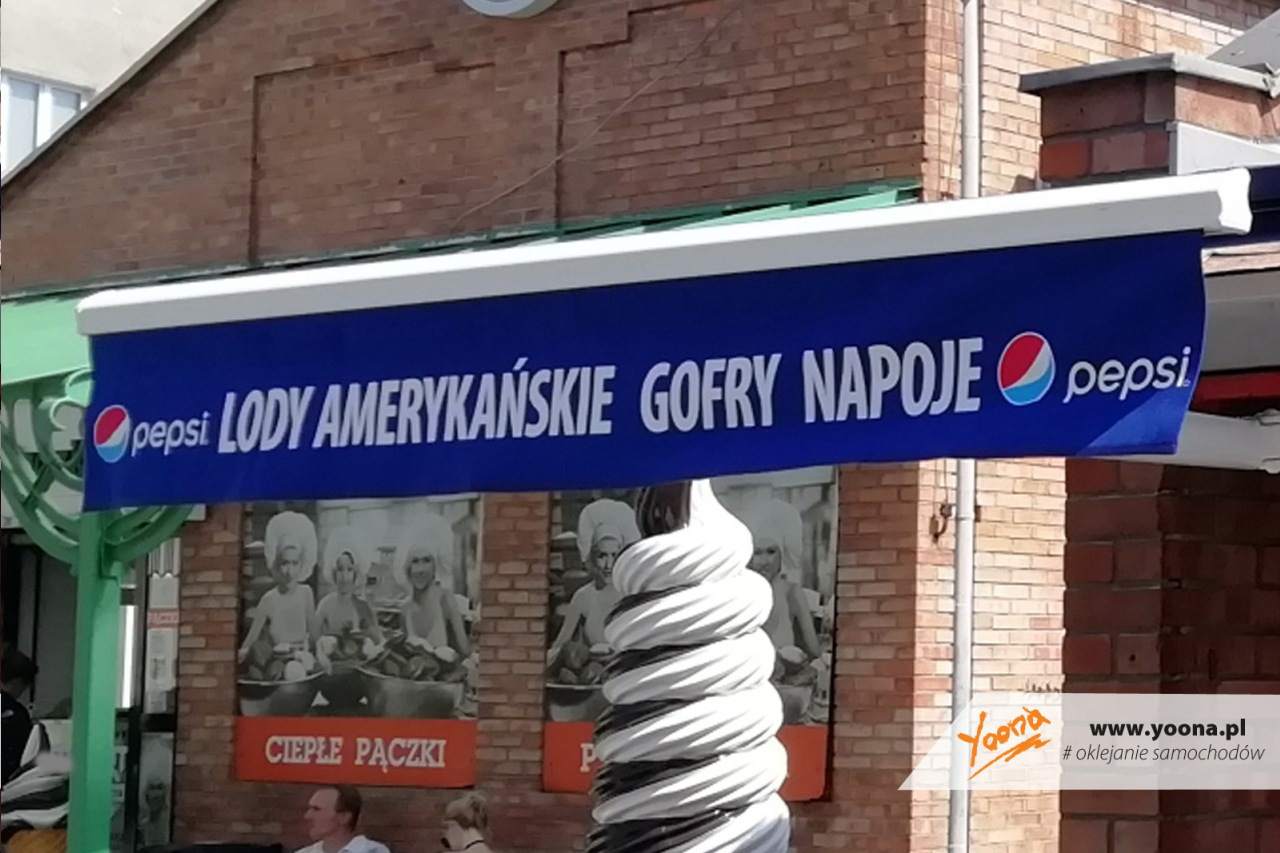 pepsi LODY AMERYKAŃSKIE GOFRY NAPOJE pepsi
CIEPŁE PĄCZKI
P
Yoona
www.yoona.pl
# oklejanie samochodów